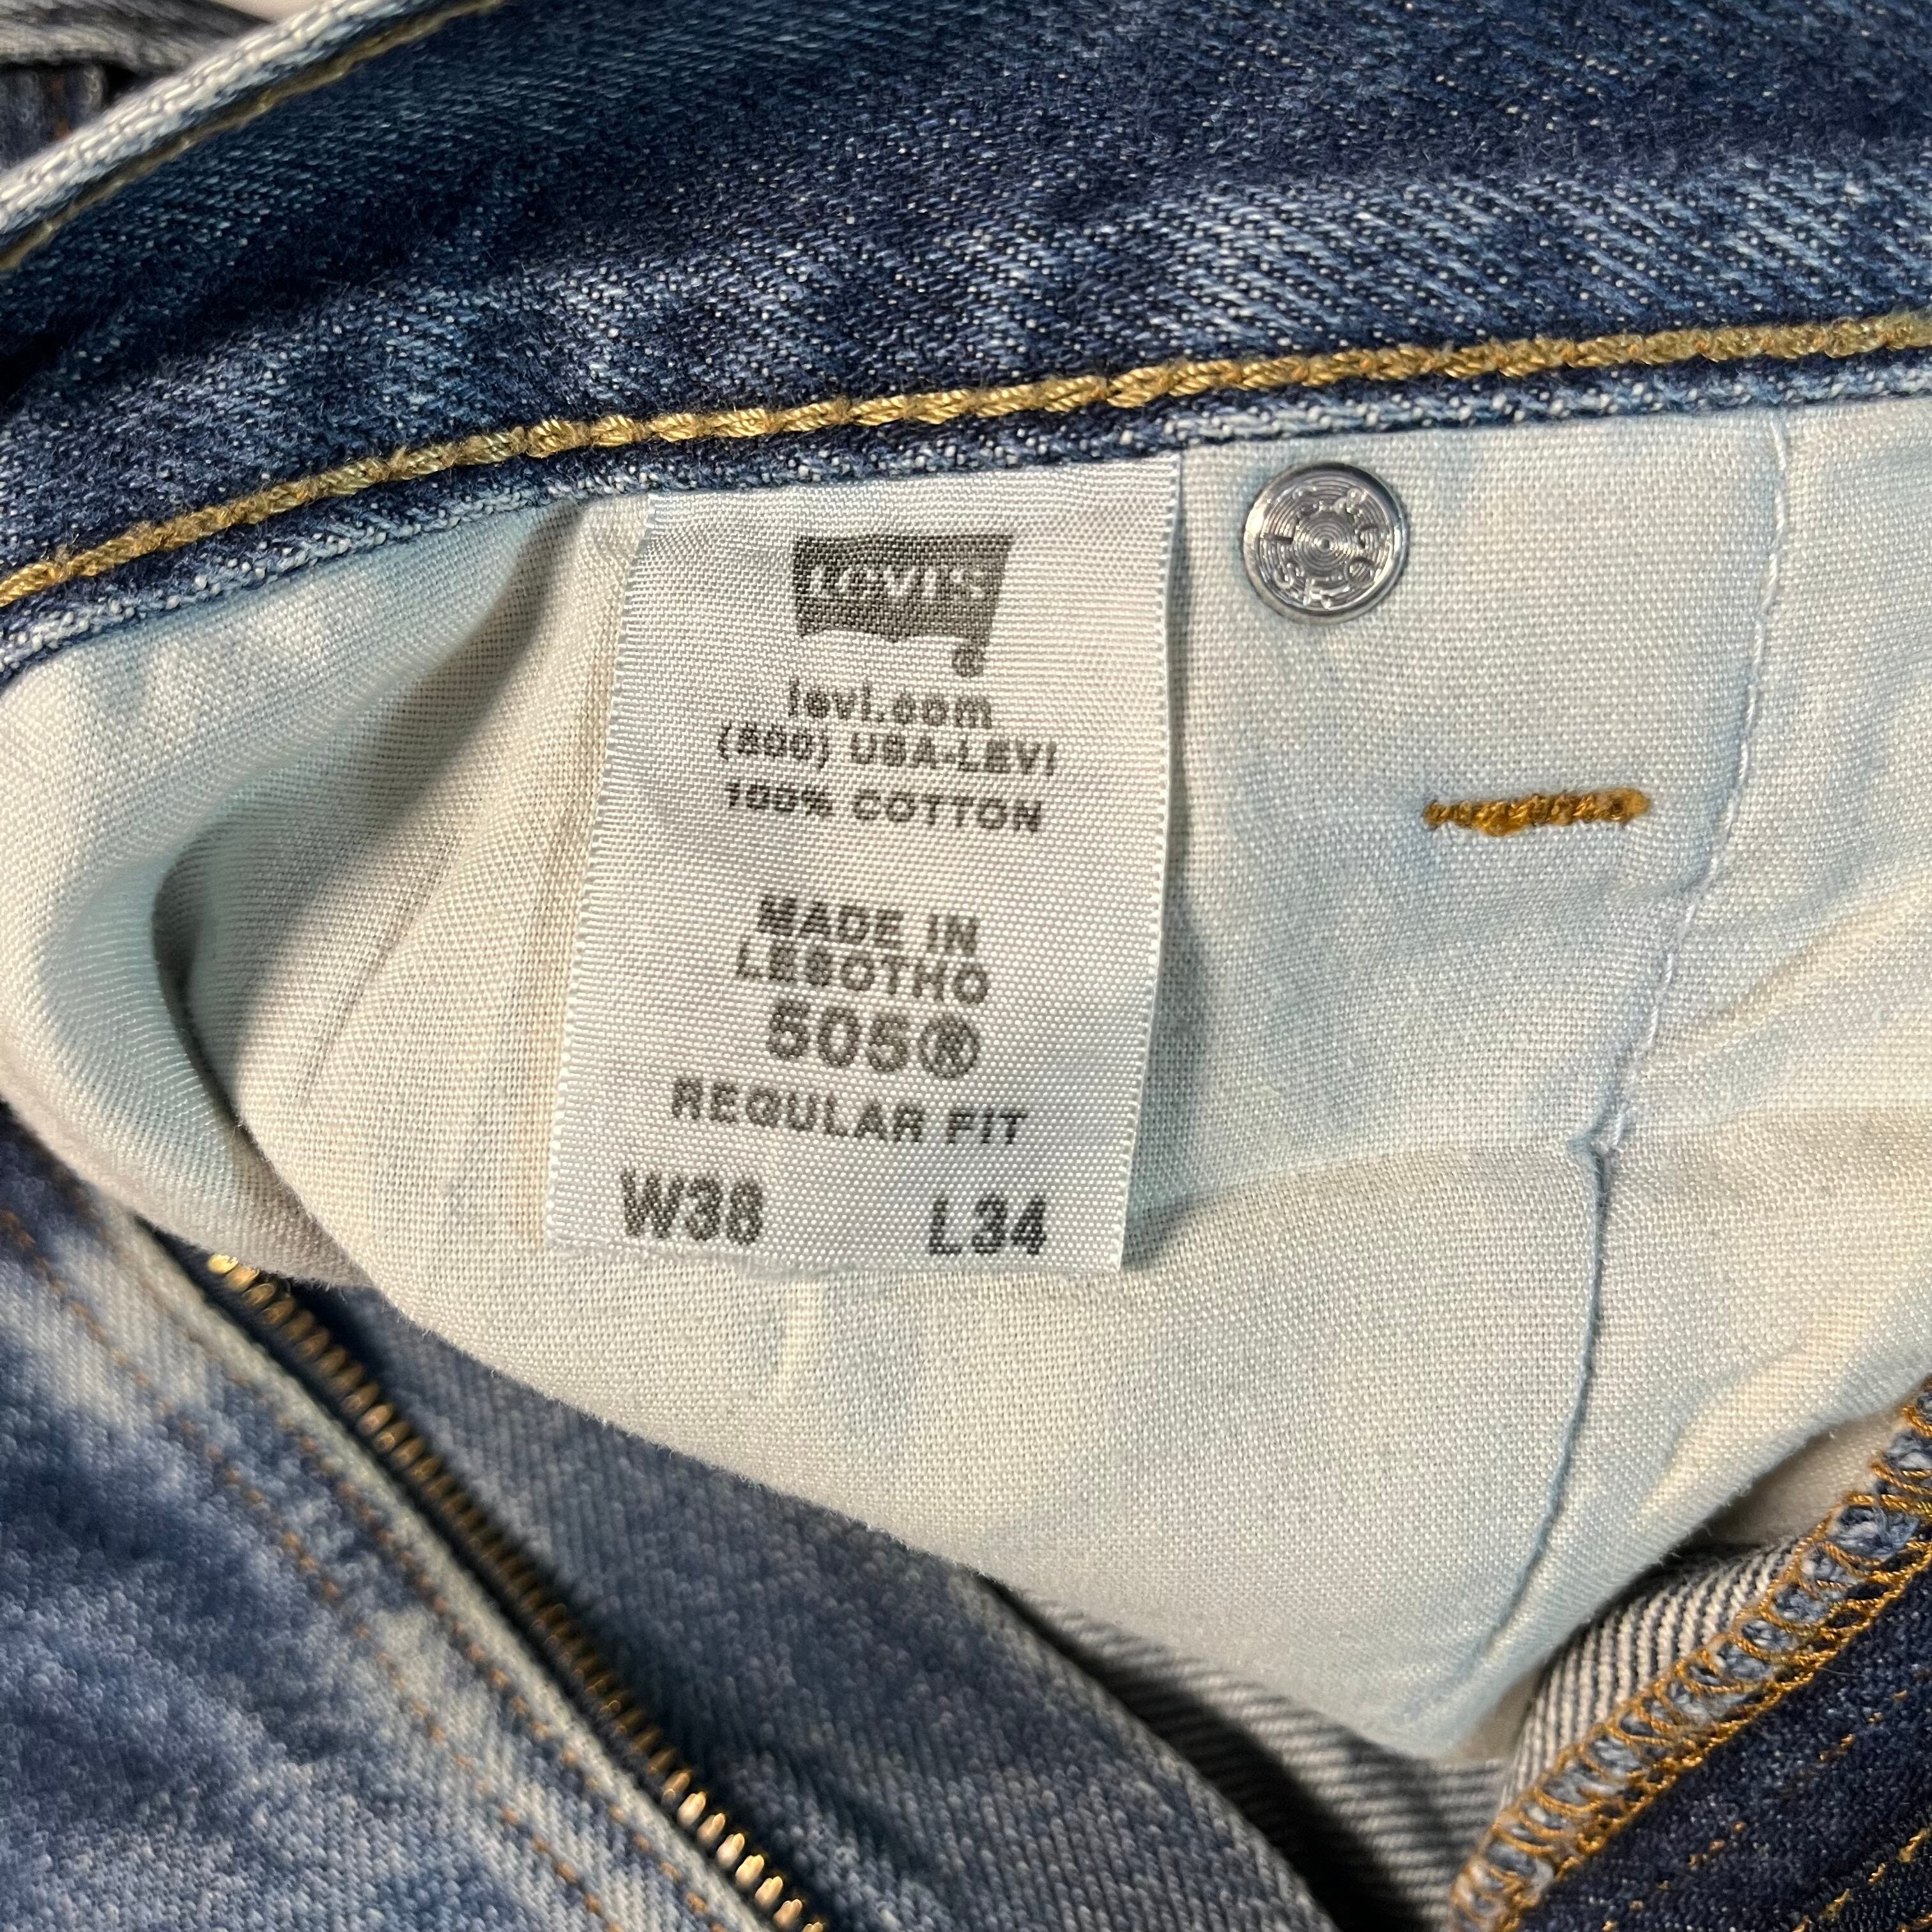 LEVI'S
®
levi.com
(800) USA-LEVI
100% COTTON
MADE IN
LESOTHO
505®
REGULAR FIT
W38 L34